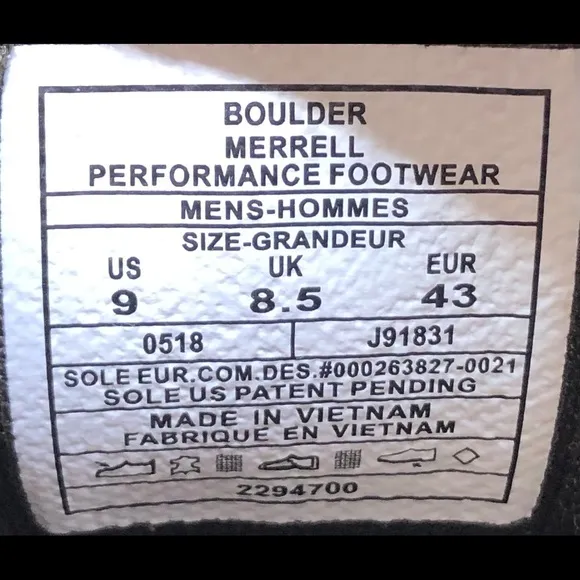 BOULDER
MERRELL
PERFORMANCE FOOTWEAR
MENS-HOMMES
SIZE-GRANDEUR
US UK EUR
9 8.5 43
0518 J91831
SOLE EUR.COM.DES.#000263827-0021
SOLE US PATENT PENDING
MADE IN VIETNAM
FABRIQUE EN VIETNAM
2294700